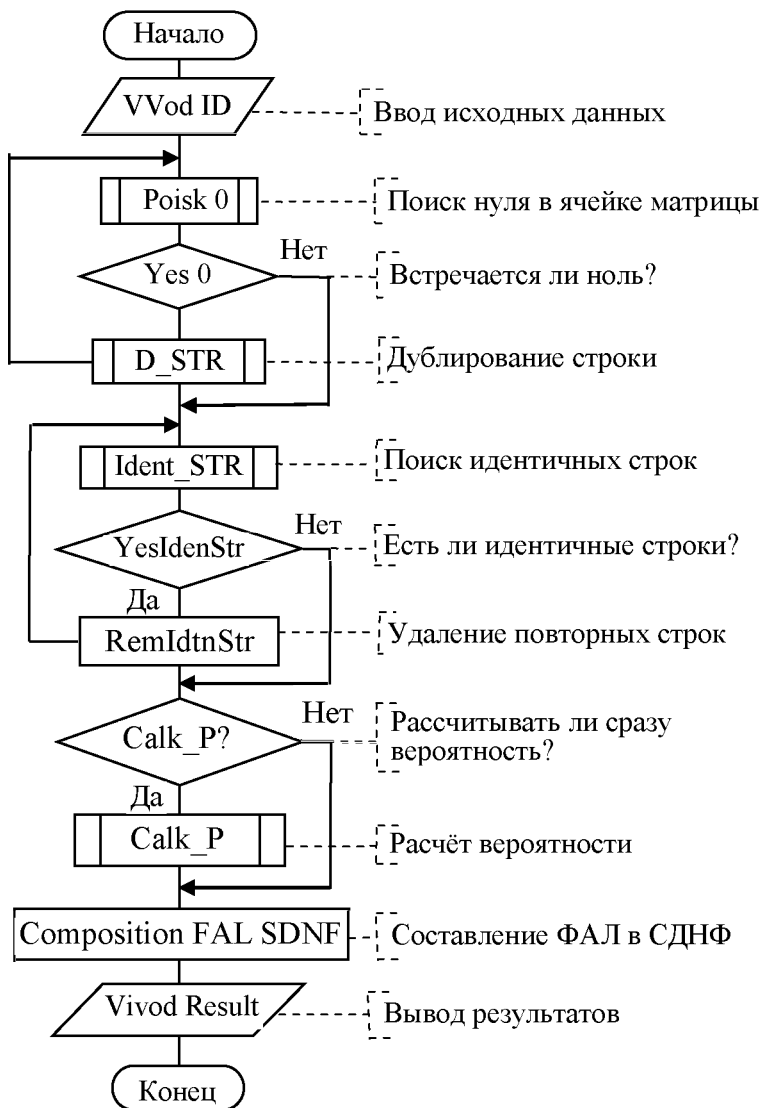 Начало
VVod ID
Ввод исходных данных
Poisk 0
Поиск нуля в ячейке матрицы
Нет
Yes 0
Встречается ли ноль?
D_STR
Дублирование строки
Ident_STR
Поиск идентичных строк
Нет
YesIdenStr
Есть ли идентичные строки?
Да
RemIdtnStr
Удаление повторных строк
Нет
Calk_P?
Рассчитывать ли сразу
вероятность?
Да
Calk_P
Расчёт вероятности
Composition FAL SDNF
Составление ФАЛ в СДНФ
Vivod Result
Вывод результатов
Конец